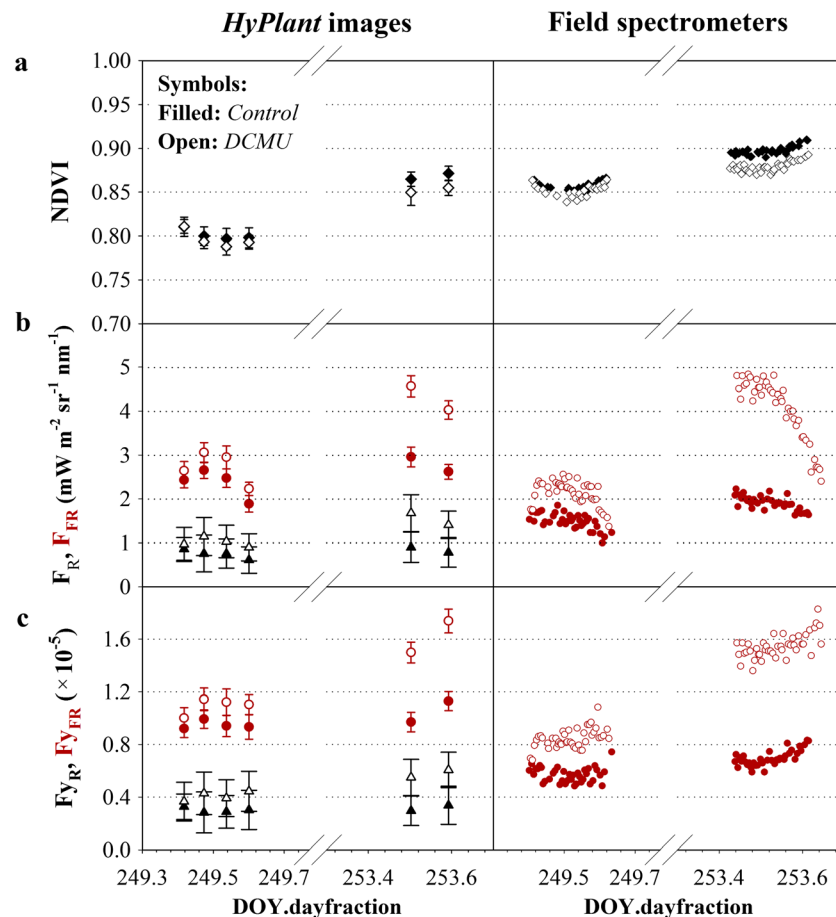 HyPlant images
Field spectrometers
a
Symbols:
Filled: Control
Open: DCMU
NDVI
1.00
0.95
0.90
0.85
0.80
0.75
0.70
b
F_R, F_FR (mW m⁻² sr⁻¹ nm⁻¹)
5
4
3
2
1
0
c
Fy_R, Fy_FR (× 10⁻⁵)
1.6
1.2
0.8
0.4
0.0
249.3 249.5 249.7 253.4 253.6 249.5 249.7 253.4 253.6
DOY.dayfraction DOY.dayfraction